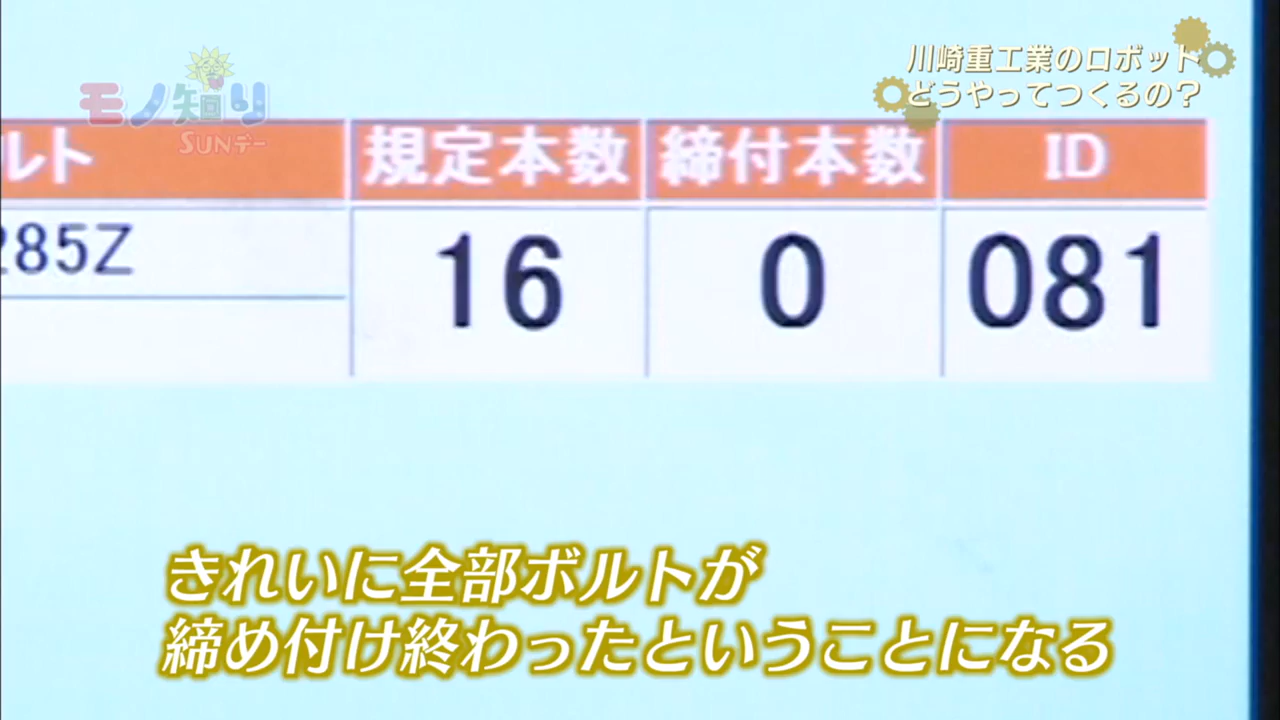 モノ知り
SUNデー
川崎重工業のロボット
どうやってつくるの?
ルト 規定本数 締付本数 ID
285Z 16 0 081
きれいに全部ボルトが
締め付け終わったということになる